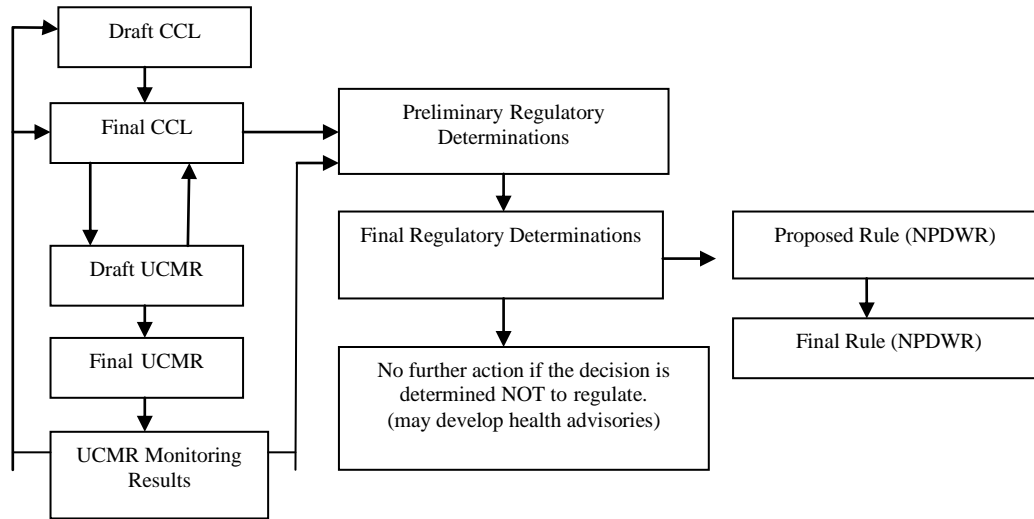 Draft CCL
Final CCL
Draft UCMR
Final UCMR
UCMR Monitoring
Results
Preliminary Regulatory
Determinations
Final Regulatory Determinations
No further action if the decision is
determined NOT to regulate.
(may develop health advisories)
Proposed Rule (NPDWR)
Final Rule (NPDWR)